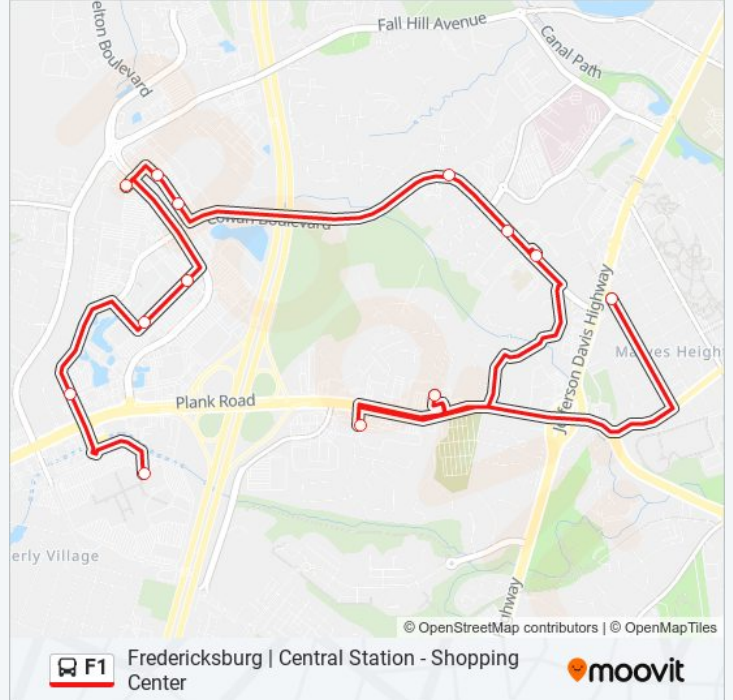 Fall Hill Avenue
elton Boulevard
Canal Path
Cowan Boulevard
Jefferson Davis Highway
Maryes Heigh
Plank Road
erly Village
hway
© OpenStreetMap contributors | © OpenMapTiles
F1
Fredericksburg | Central Station - Shopping
Center
moovit